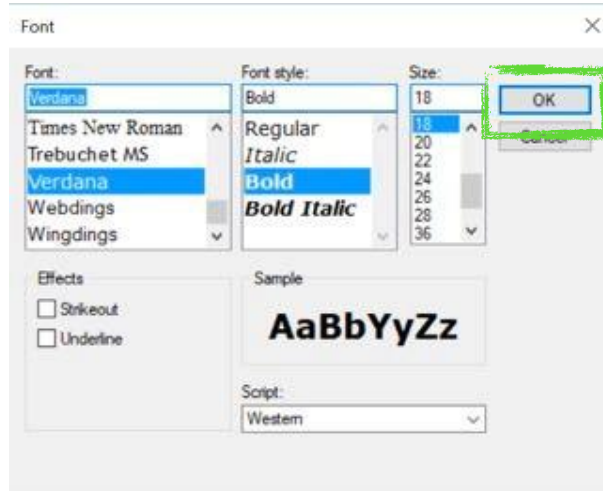 Font
Font:
Verdana
Times New Roman
Trebuchet MS
Verdana
Webdings
Wingdings
Font style:
Bold
Regular
Italic
Bold
Bold Italic
Size:
18
18
20
22
24
26
28
36
OK
Cancel
Effects
Strikeout
Underline
Sample
AaBbYyZz
Script:
Western